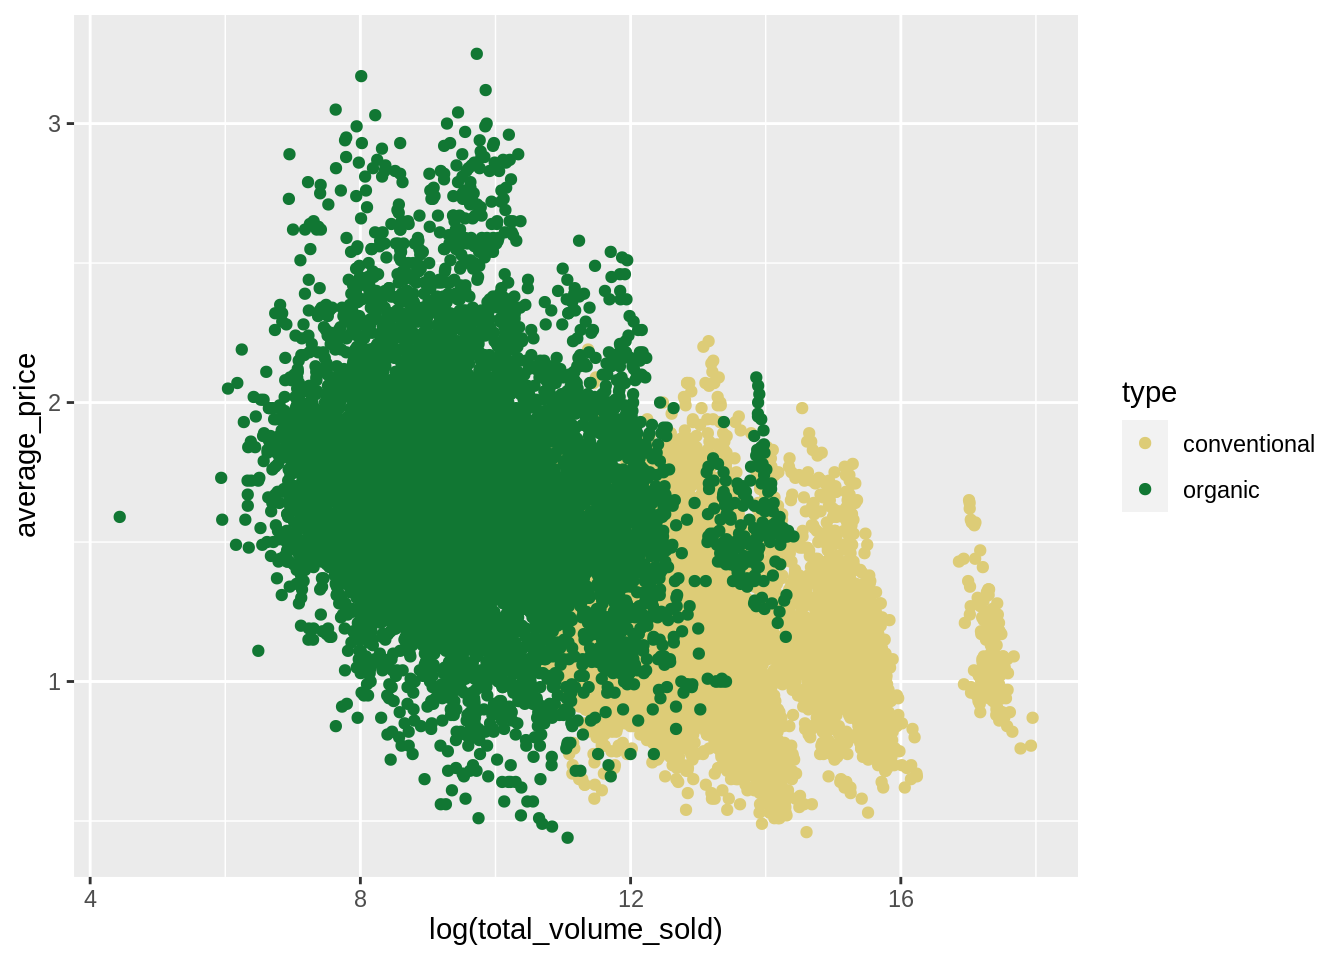 average_price
3
2
1
4
8
12
16
log(total_volume_sold)
type
conventional
organic